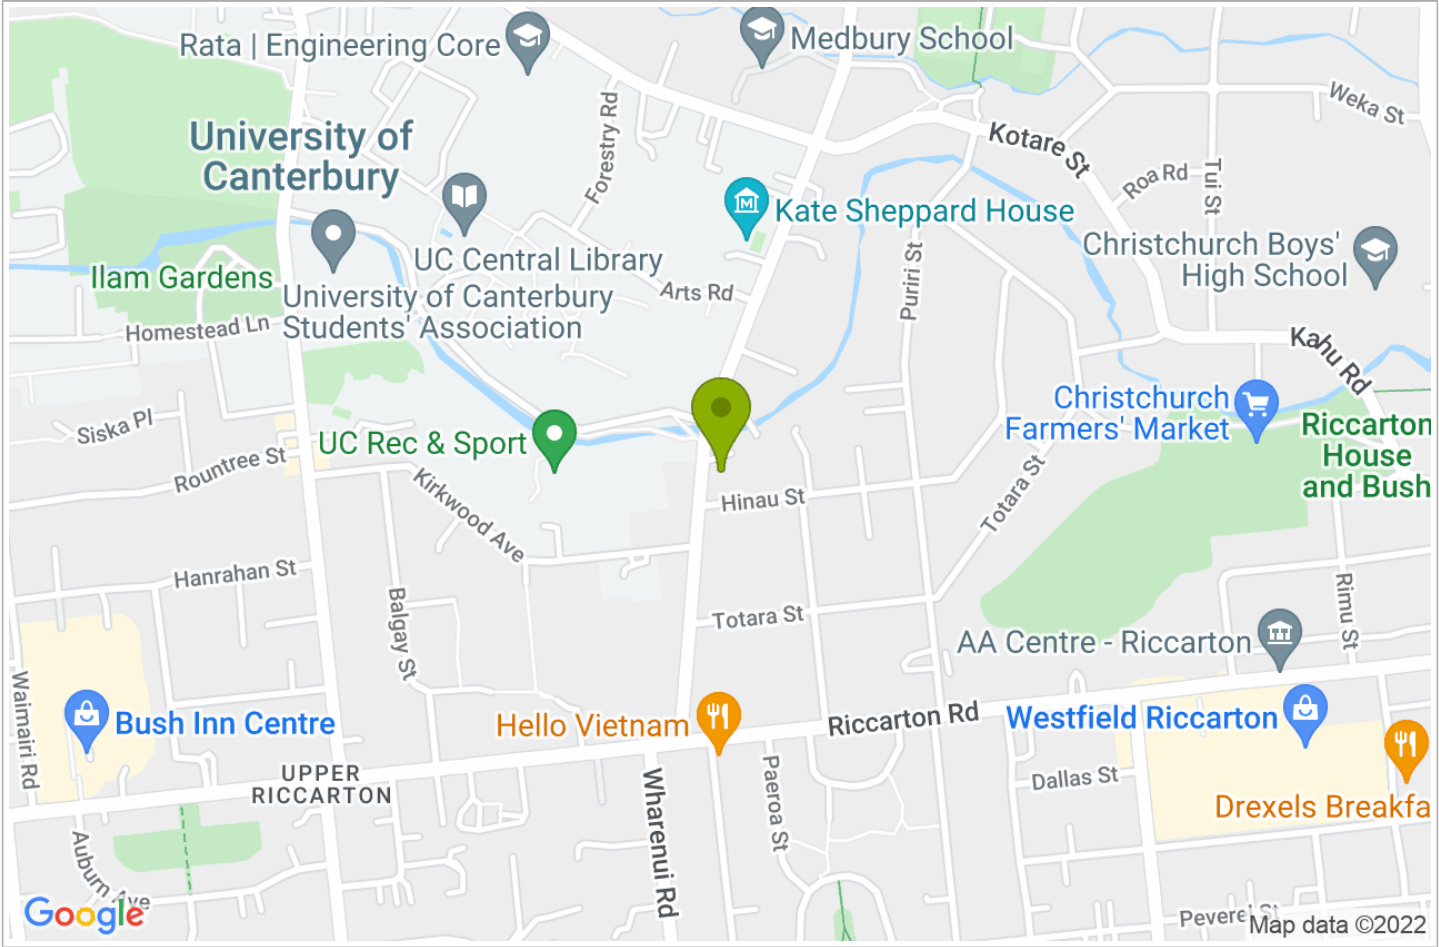 Rata | Engineering Core
Medbury School
Weka St
Forestry Rd
University of
Canterbury
Kotare St
Roa Rd
Tui St
Kate Sheppard House
Christchurch Boys'
High School
UC Central Library
Puriri St
Ilam Gardens
University of Canterbury
Students' Association
Arts Rd
Homestead Ln
Kahu Rd
Christchurch
Farmers' Market
Siska Pl
UC Rec & Sport
Riccarton
House
and Bush
Rountree St
Kirkwood Ave
Hinau St
Totara St
Hanrahan St
Balgay St
Totara St
Rimu St
AA Centre - Riccarton
Waimairi Rd
Bush Inn Centre
Hello Vietnam
Riccarton Rd
Westfield Riccarton
UPPER
RICCARTON
Wharenui Rd
Paeroa St
Dallas St
Drexels Breakfa
Auburn Ave
Google
Peverel St
Map data ©2022